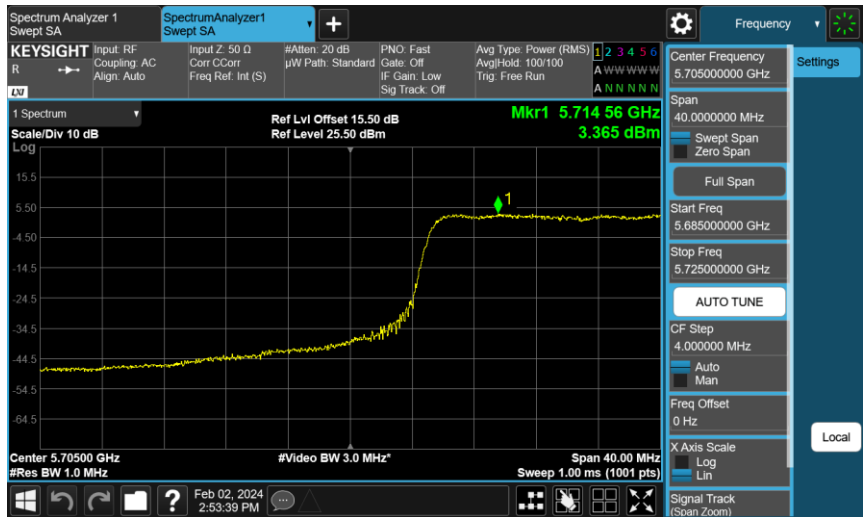 Spectrum Analyzer 1
Swept SA
SpectrumAnalyzer1
Swept SA
Frequency
KEYSIGHT
R
LXI
Input: RF
Coupling: AC
Align: Auto
Input Z: 50 Ω
Corr CCorr
Freq Ref: Int (S)
#Atten: 20 dB
µW Path: Standard
PNO: Fast
Gate: Off
IF Gain: Low
Sig Track: Off
Avg Type: Power (RMS)
Avg|Hold: 100/100
Trig: Free Run
1 2 3 4 5 6
A W W W W W
A N N N N N
1 Spectrum
Scale/Div 10 dB
Log
Ref Lvl Offset 15.50 dB
Ref Level 25.50 dBm
Mkr1 5.714 56 GHz
3.365 dBm
1
15.5
5.50
-4.50
-14.5
-24.5
-34.5
-44.5
-54.5
-64.5
Center 5.70500 GHz
#Res BW 1.0 MHz
#Video BW 3.0 MHz*
Span 40.00 MHz
Sweep 1.00 ms (1001 pts)
?
Feb 02, 2024
2:53:39 PM
Center Frequency
5.705000000 GHz
Span
40.0000000 MHz
Swept Span
Zero Span
Full Span
Start Freq
5.685000000 GHz
Stop Freq
5.725000000 GHz
AUTO TUNE
CF Step
4.000000 MHz
Auto
Man
Freq Offset
0 Hz
X Axis Scale
Log
Lin
Signal Track
(Span Zoom)
Settings
Local